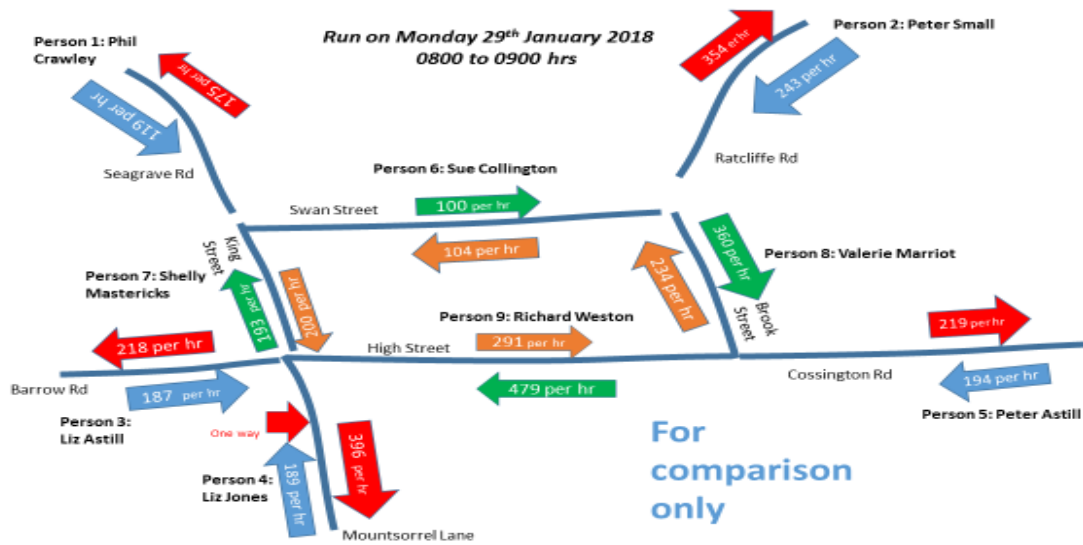 Run on Monday 29th January 2018
0800 to 0900 hrs
Person 1: Phil
Crawley
175 per hr
119 per hr
Seagrave Rd
354 er hr
Person 2: Peter Small
243 per hr
Ratcliffe Rd
Person 6: Sue Collington
Swan Street
100 per hr
104 per hr
King
Street
Person 7: Shelly
Mastericks
193 per hr
200 per hr
360 per hr
234 per hr
Person 8: Valerie Marriot
Brook
Street
Person 9: Richard Weston
High Street
291 per hr
479 per hr
218 per hr
Barrow Rd
187 per hr
Person 3:
Liz Astill
219 per hr
Cossington Rd
194 per hr
Person 5: Peter Astill
One way
396 per hr
189 per hr
Person 4:
Liz Jones
Mountsorrel Lane
For
comparison
only